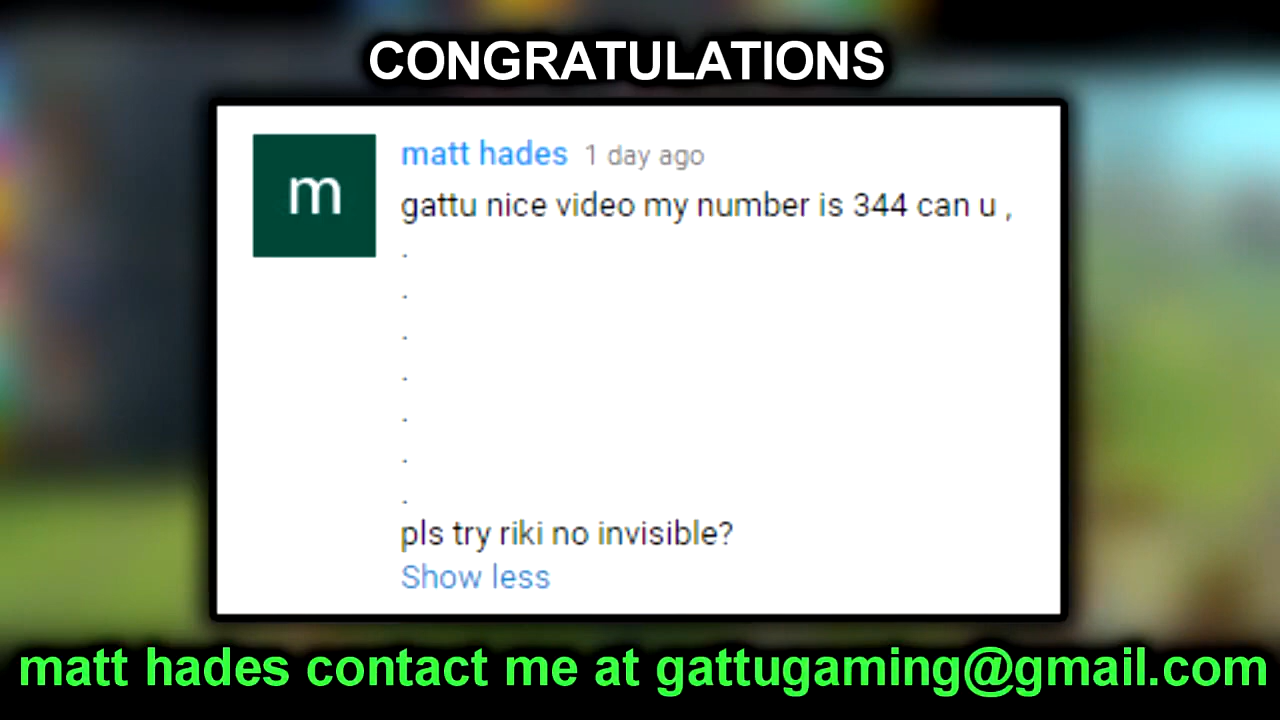 CONGRATULATIONS
m
matt hades 1 day ago
gattu nice video my number is 344 can u ,
.
.
.
.
.
.
.
pls try riki no invisible?
Show less
matt hades contact me at gattugaming@gmail.com